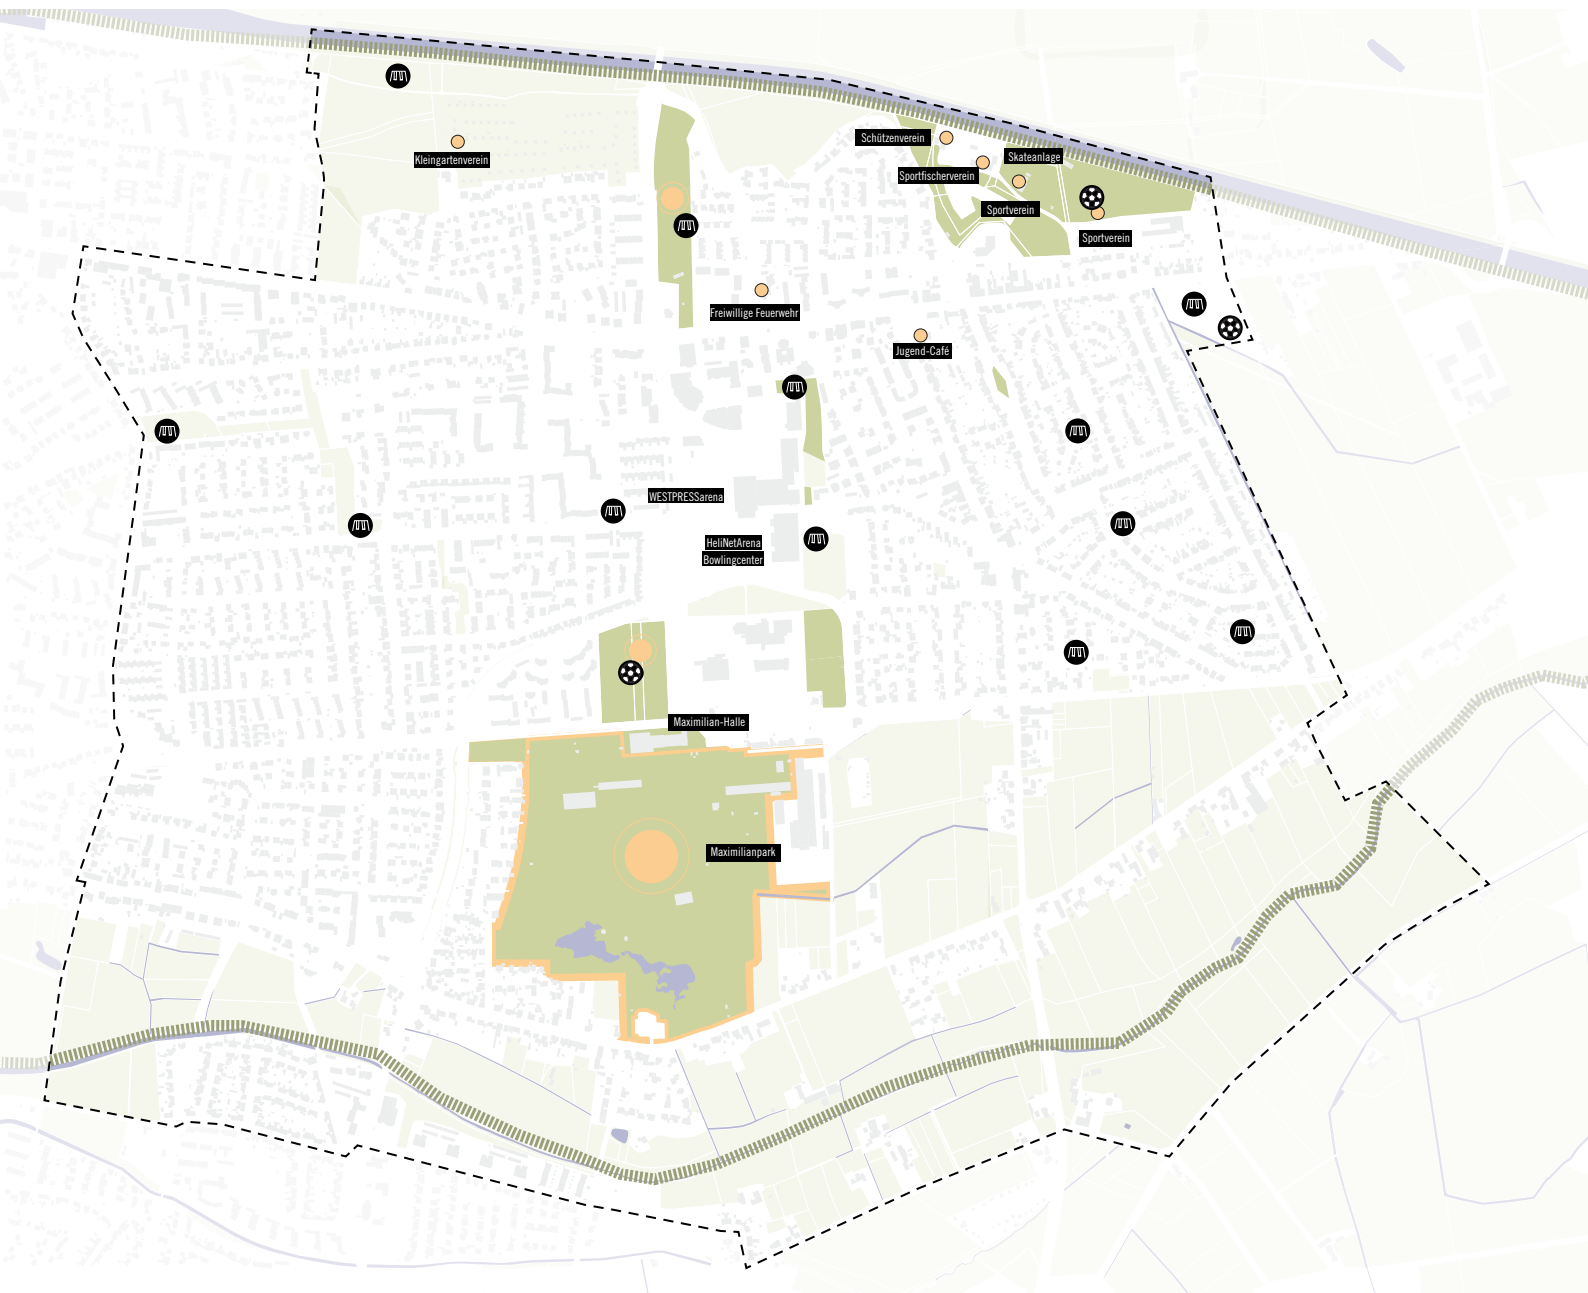 Schützenverein
Kleingartenverein
Skateanlage
Sportfischerverein
Sportverein
Sportverein
Freiwillige Feuerwehr
Jugend-Café
WESTPRESSarena
HeliNetArena
Bowlingcenter
Maximilian-Halle
Maximilianpark